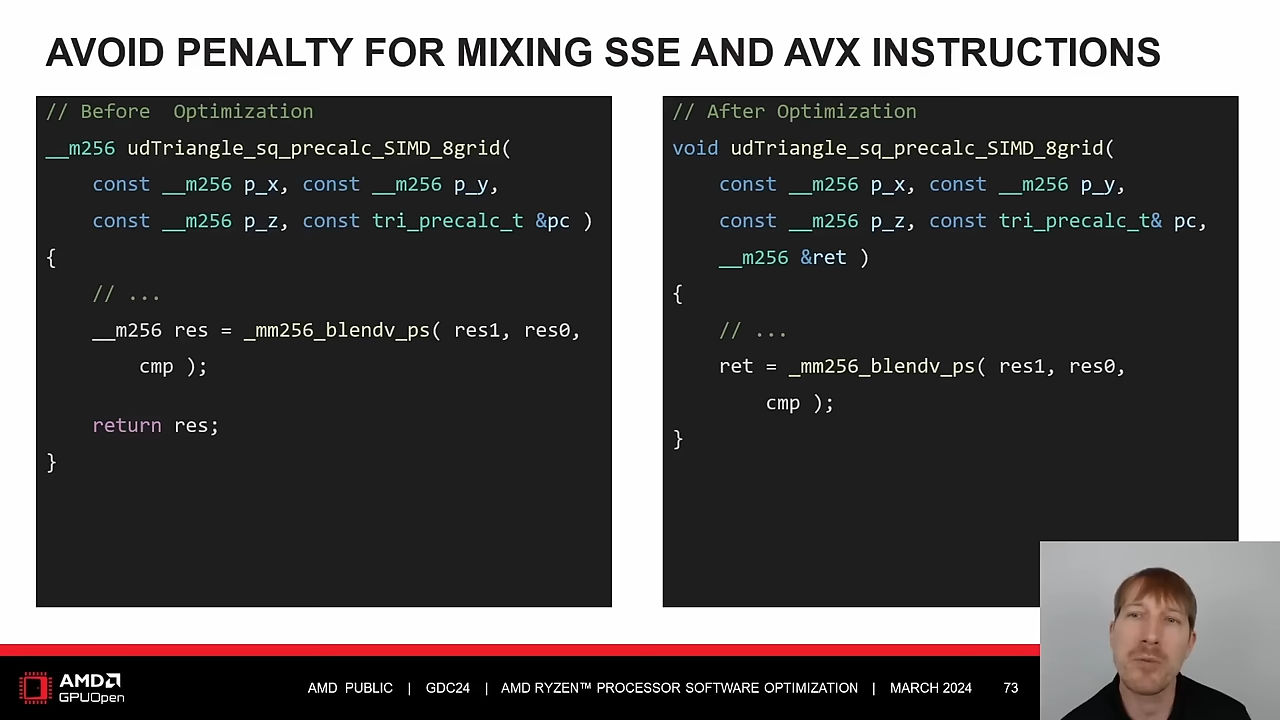 AVOID PENALTY FOR MIXING SSE AND AVX INSTRUCTIONS
// Before  Optimization
__m256 udTriangle_sq_precalc_SIMD_8grid(
    const __m256 p_x, const __m256 p_y,
    const __m256 p_z, const tri_precalc_t &pc )
{
    // ...
    __m256 res = _mm256_blendv_ps( res1, res0,
        cmp );
    return res;
}
// After Optimization
void udTriangle_sq_precalc_SIMD_8grid(
    const __m256 p_x, const __m256 p_y,
    const __m256 p_z, const tri_precalc_t& pc,
    __m256 &ret )
{
    // ...
    ret = _mm256_blendv_ps( res1, res0,
        cmp );
}
AMD
GPUOpen
AMD PUBLIC | GDC24 | AMD RYZEN™ PROCESSOR SOFTWARE OPTIMIZATION | MARCH 2024 73